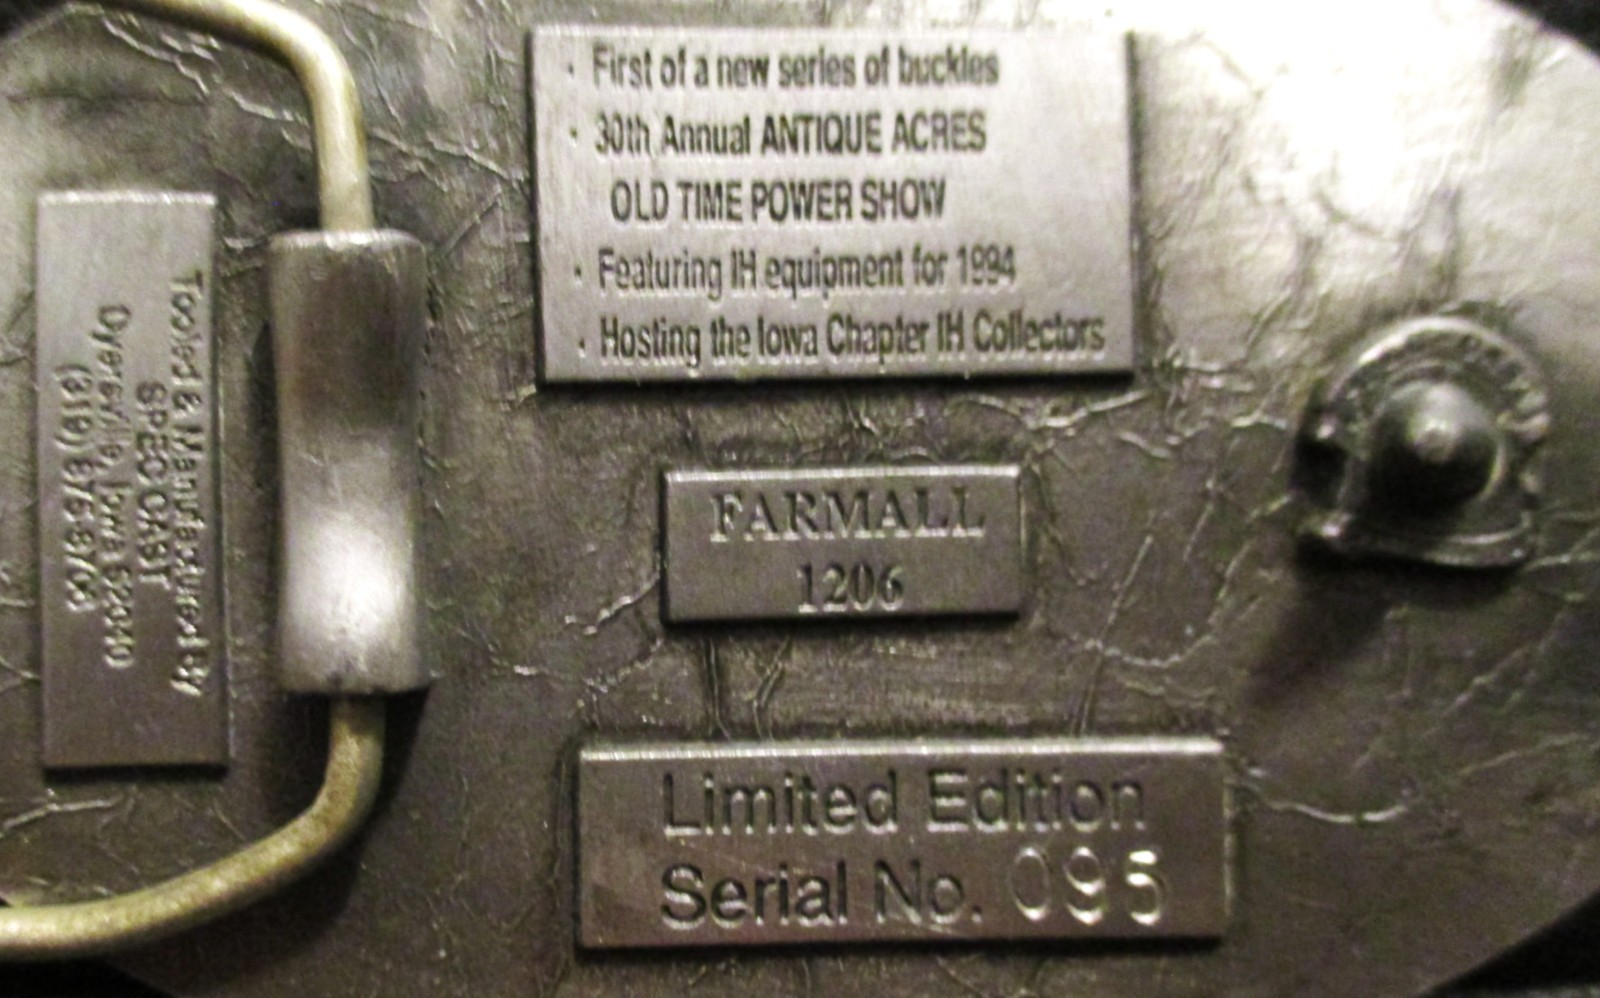 · First of a new series of buckles
· 30th Annual ANTIQUE ACRES
OLD TIME POWER SHOW
· Featuring IH equipment for 1994
· Hosting the Iowa Chapter IH Collectors
FARMALL
1206
Limited Edition
Serial No. 095
Tooled & Manufactured By
SPEC CAST
Dyersville, Iowa 52040
(319) 875-8706